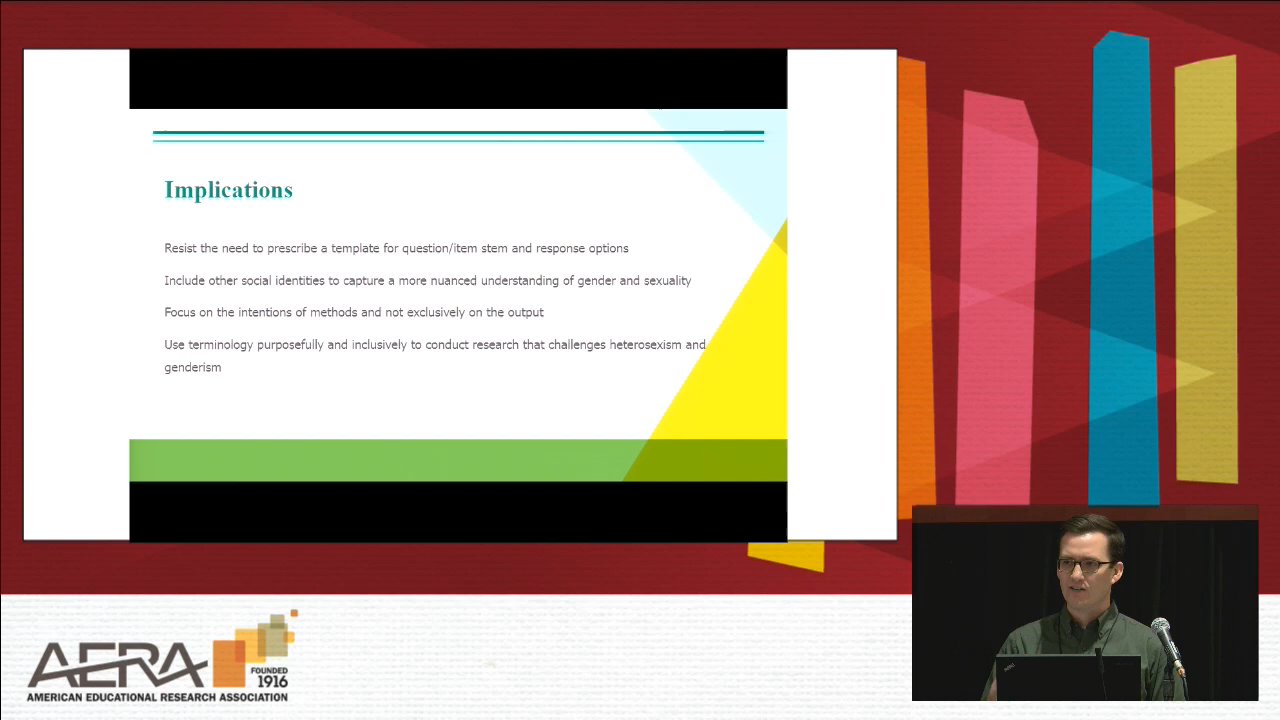 Implications
Resist the need to prescribe a template for question/item stem and response options
Include other social identities to capture a more nuanced understanding of gender and sexuality
Focus on the intentions of methods and not exclusively on the output
Use terminology purposefully and inclusively to conduct research that challenges heterosexism and
genderism
AERA
FOUNDED
1916
AMERICAN EDUCATIONAL RESEARCH ASSOCIATION